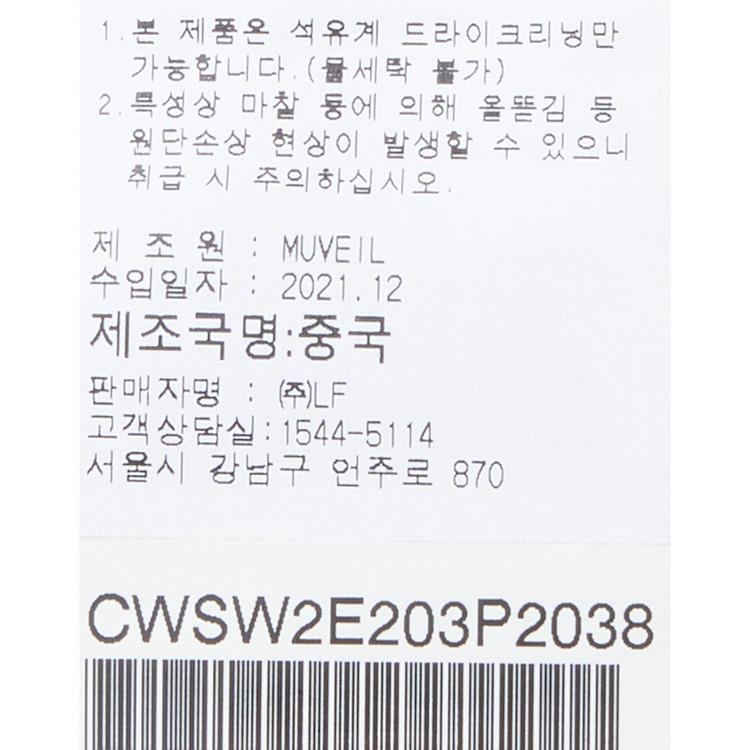 1.본 제품은 석유계 드라이크리닝만
가능합니다.(물세탁 불가)
2.특성상 마찰 등에 의해 올뜯김 등
원단손상 현상이 발생할 수 있으니
취급 시 주의하십시오.
제 조 원 : MUVEIL
수입일자 : 2021.12
제조국명:중국
판매자명 : (주)LF
고객상담실:1544-5114
서울시 강남구 언주로 870
CWSW2E203P2038